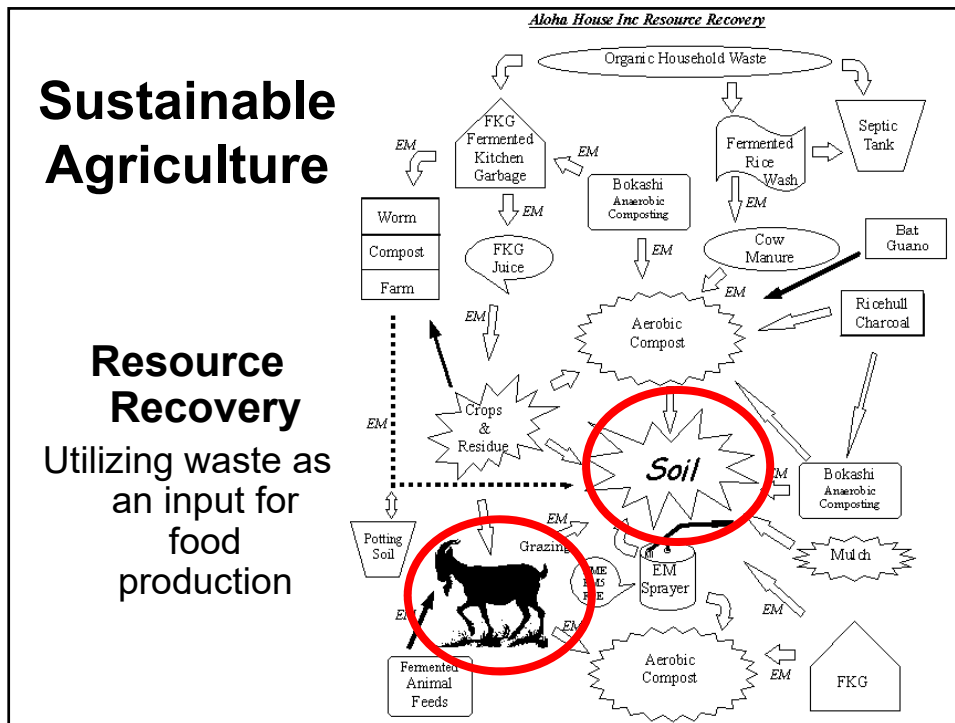 Aloha House Inc Resource Recovery
Sustainable
Agriculture
Resource
Recovery
Utilizing waste as
an input for
food
production
Organic Household Waste
FKG
Fermented
Kitchen
Garbage
EM
EM
Bokashi
Anaerobic
Composting
Fermented
Rice
Wash
Septic
Tank
Worm
Compost
Farm
EM
FKG
Juice
EM
EM
Cow
Manure
Bat
Guano
EM
Ricehull
Charcoal
EM
Aerobic
Compost
Crops
&
Residue
EM
Soil
EM
Bokashi
Anaerobic
Composting
Potting
Soil
Grazing
EM
EM5
EM
Sprayer
Mulch
EM
EM
EM
Fermented
Animal
Feeds
Aerobic
Compost
EM
FKG